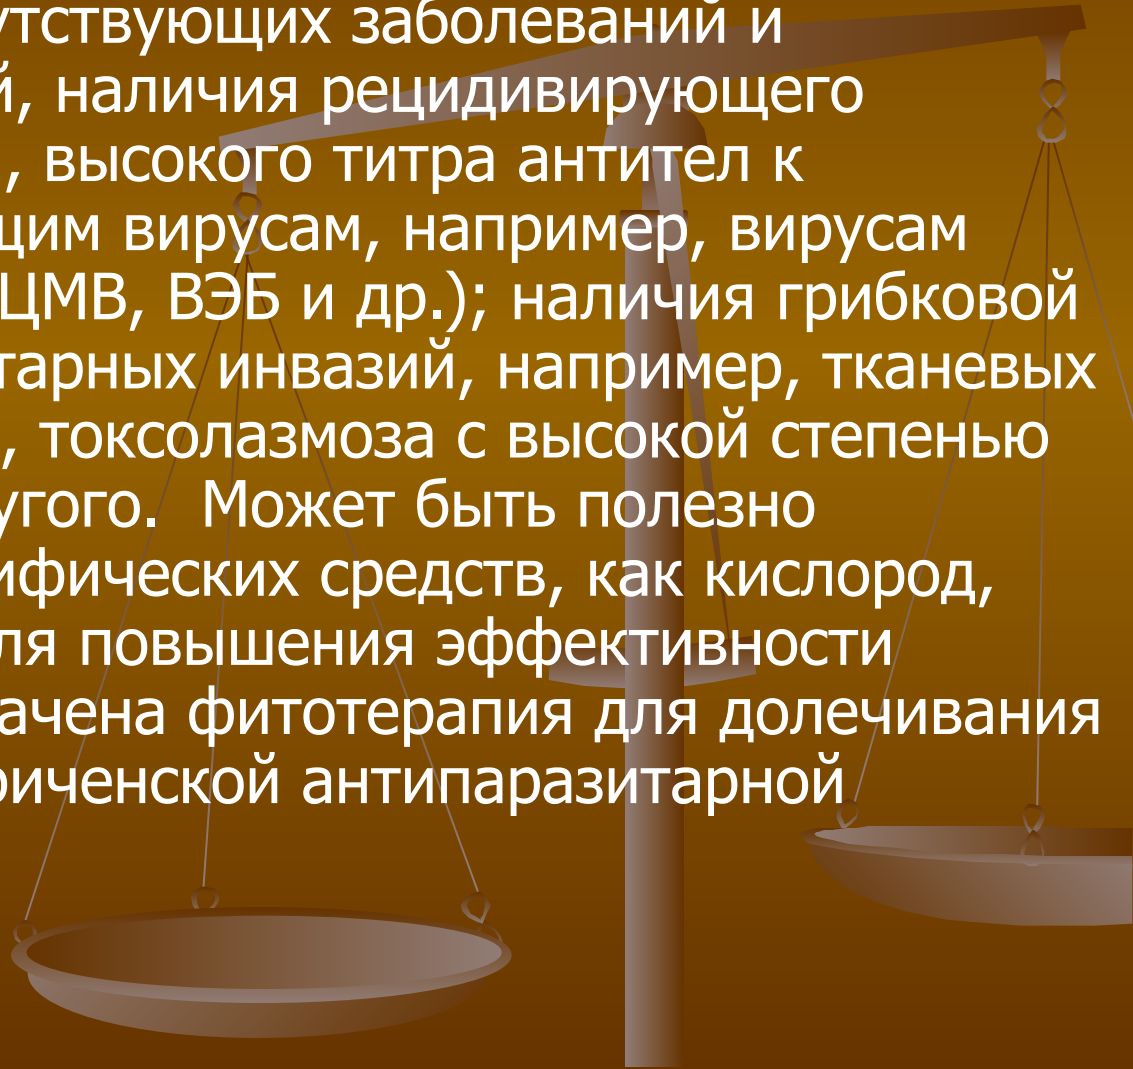 утствующих заболеваний и
й, наличия рецидивирующего
, высокого титра антител к
щим вирусам, например, вирусам
ЦМВ, ВЭБ и др.); наличия грибковой
тарных инвазий, например, тканевых
, токсолазмоза с высокой степенью
угого.  Может быть полезно
ифических средств, как кислород,
ля повышения эффективности
ачена фитотерапия для долечивания
риченской антипаразитарной